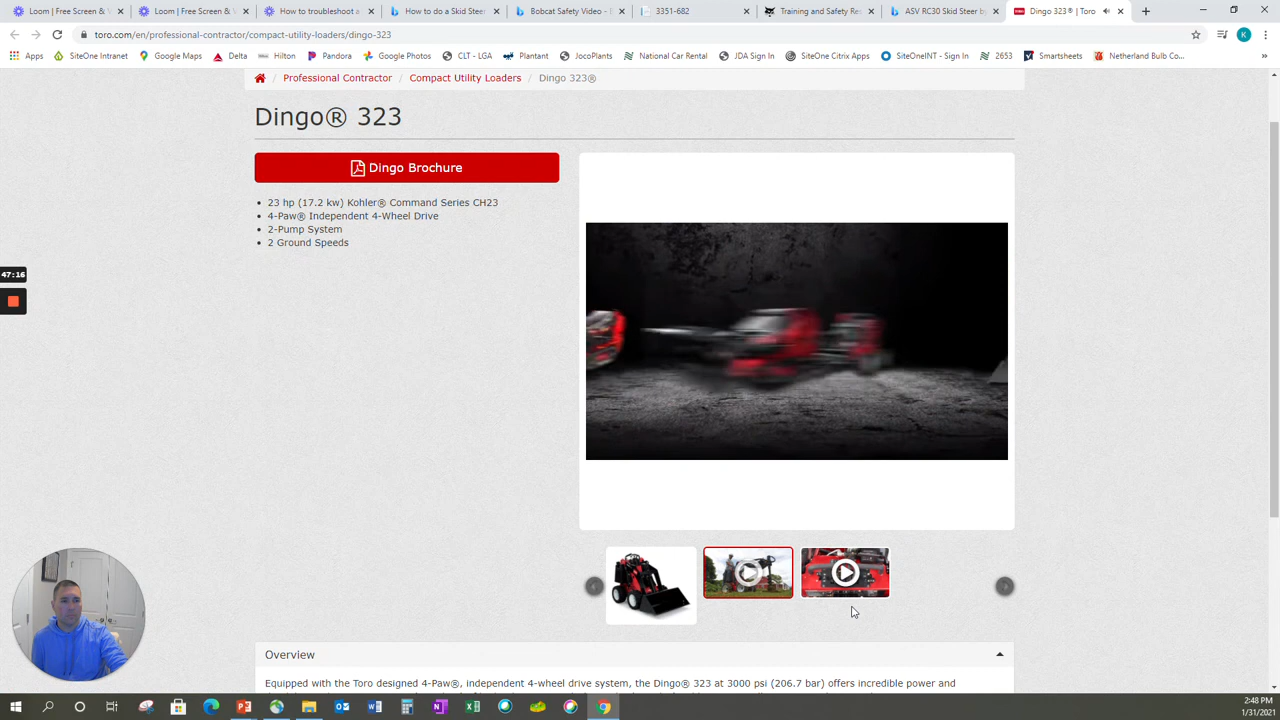 Loom | Free Screen & V
Loom | Free Screen & V
How to troubleshoot a
How to do a Skid Steer
Bobcat Safety Video - B
3351-682
Training and Safety Res
ASV RC30 Skid Steer by
Dingo 323® | Toro
toro.com/en/professional-contractor/compact-utility-loaders/dingo-323
K
Apps
SiteOne Intranet
Google Maps
Delta
Hilton
Pandora
Google Photos
CLT - LGA
Plantant
JocoPlants
National Car Rental
JDA Sign In
SiteOne Citrix Apps
SiteOneINT - Sign In
2653
Smartsheets
Netherland Bulb Co...
Professional Contractor / Compact Utility Loaders / Dingo 323®
Dingo® 323
Dingo Brochure
• 23 hp (17.2 kw) Kohler® Command Series CH23
• 4-Paw® Independent 4-Wheel Drive
• 2-Pump System
• 2 Ground Speeds
47:16
Overview
Equipped with the Toro designed 4-Paw®, independent 4-wheel drive system, the Dingo® 323 at 3000 psi (206.7 bar) offers incredible power and
2:48 PM
1/31/2021